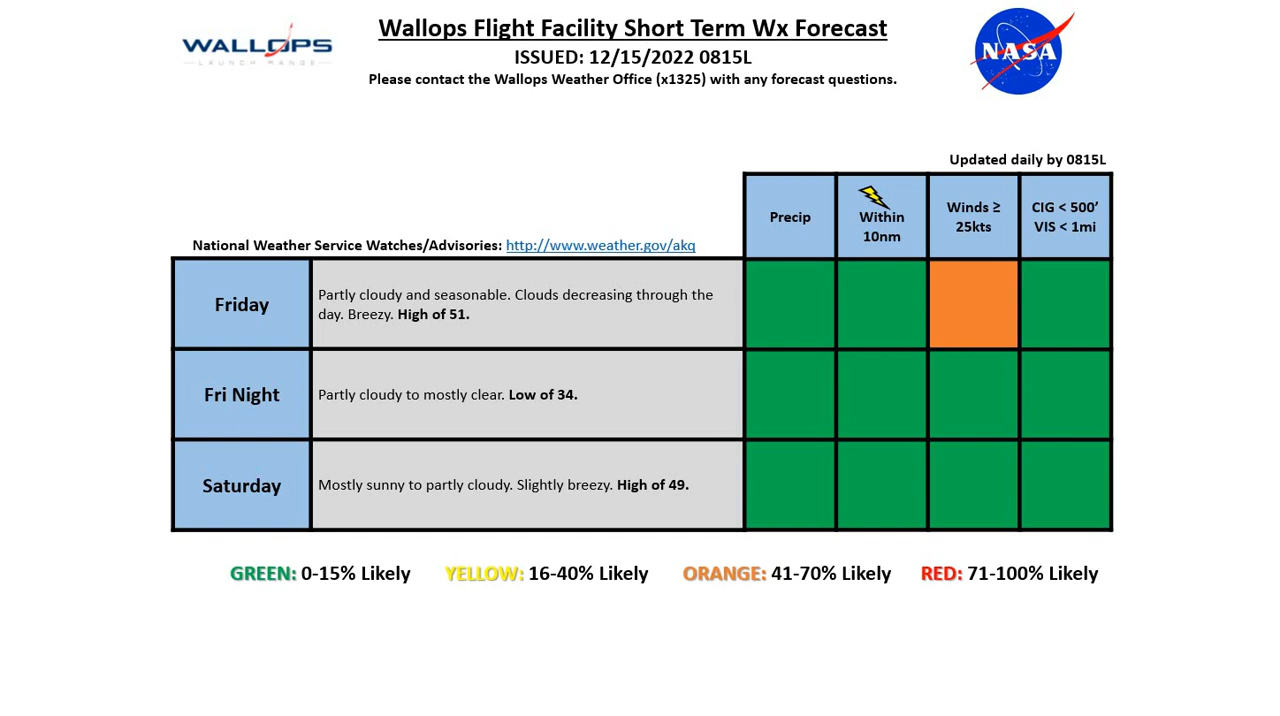 WALLOPS
LAUNCH RANGE
Wallops Flight Facility Short Term Wx Forecast
ISSUED: 12/15/2022 0815L
Please contact the Wallops Weather Office (x1325) with any forecast questions.
NASA
Updated daily by 0815L
National Weather Service Watches/Advisories: http://www.weather.gov/akq
Precip
Within
10nm
Winds ≥
25kts
CIG < 500’
VIS < 1mi
Friday
Partly cloudy and seasonable. Clouds decreasing through the
day. Breezy. High of 51.
Fri Night
Partly cloudy to mostly clear. Low of 34.
Saturday
Mostly sunny to partly cloudy. Slightly breezy. High of 49.
GREEN: 0-15% Likely
YELLOW: 16-40% Likely
ORANGE: 41-70% Likely
RED: 71-100% Likely